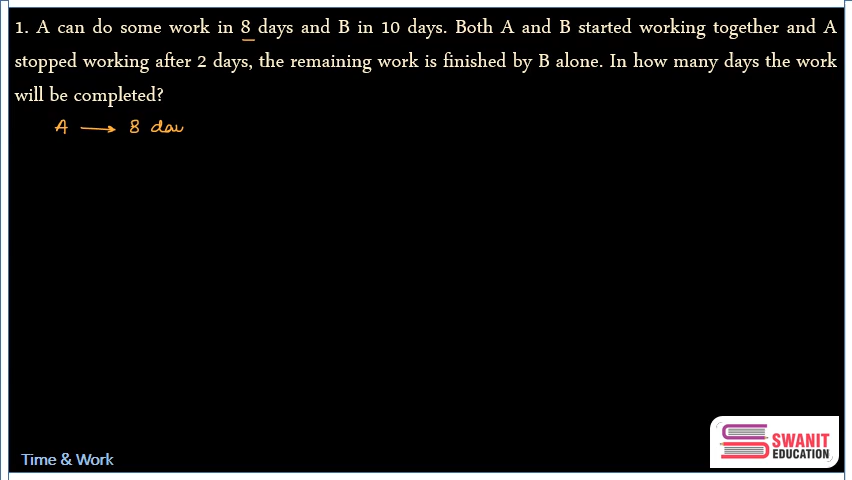 1. A can do some work in 8 days and B in 10 days. Both A and B started working together and A
stopped working after 2 days, the remaining work is finished by B alone. In how many days the work
will be completed?
A → 8 da
Time & Work
SWANIT
EDUCATION